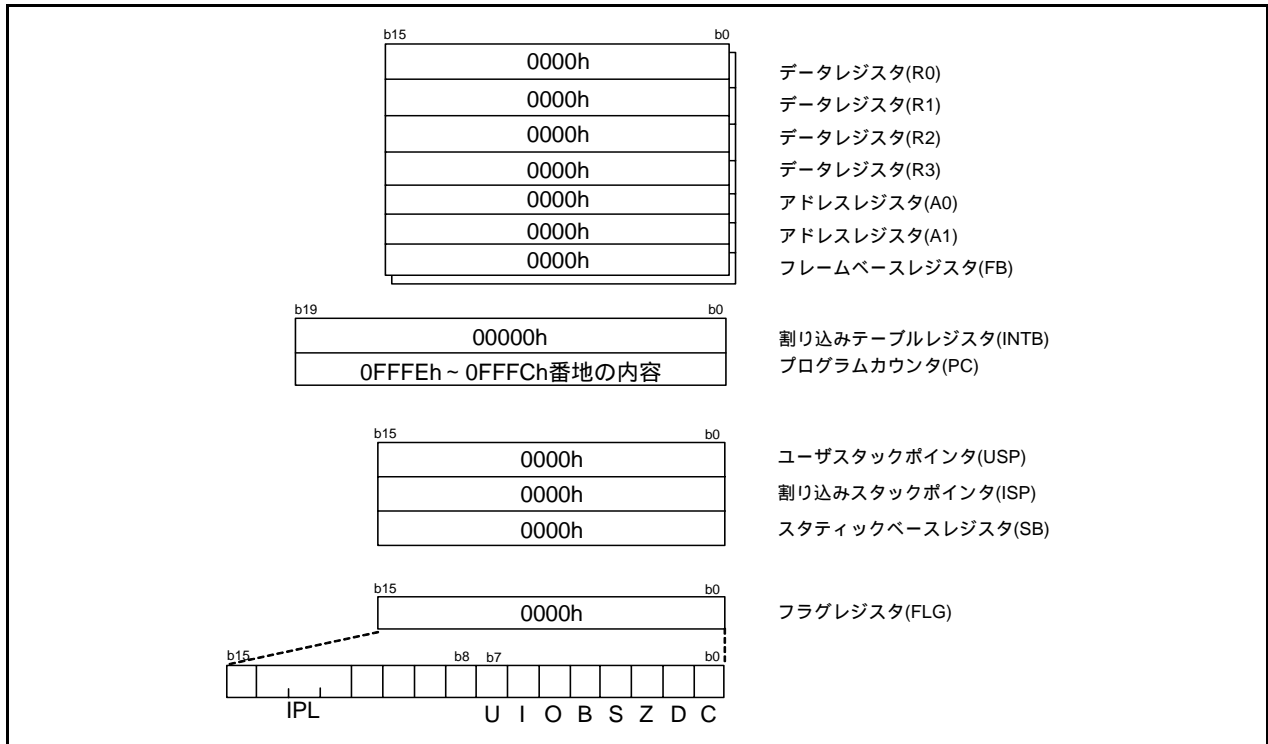 b15 b0
0000h データレジスタ(R0)
0000h データレジスタ(R1)
0000h データレジスタ(R2)
0000h データレジスタ(R3)
0000h アドレスレジスタ(A0)
0000h アドレスレジスタ(A1)
0000h フレームベースレジスタ(FB)
b19 b0
00000h 割り込みテーブルレジスタ(INTB)
0FFFEh ~ 0FFFCh番地の内容 プログラムカウンタ(PC)
b15 b0
0000h ユーザスタックポインタ(USP)
0000h 割り込みスタックポインタ(ISP)
0000h スタティックベースレジスタ(SB)
b15 b0
0000h フラグレジスタ(FLG)
b15 b8 b7 b0
IPL U I O B S Z D C